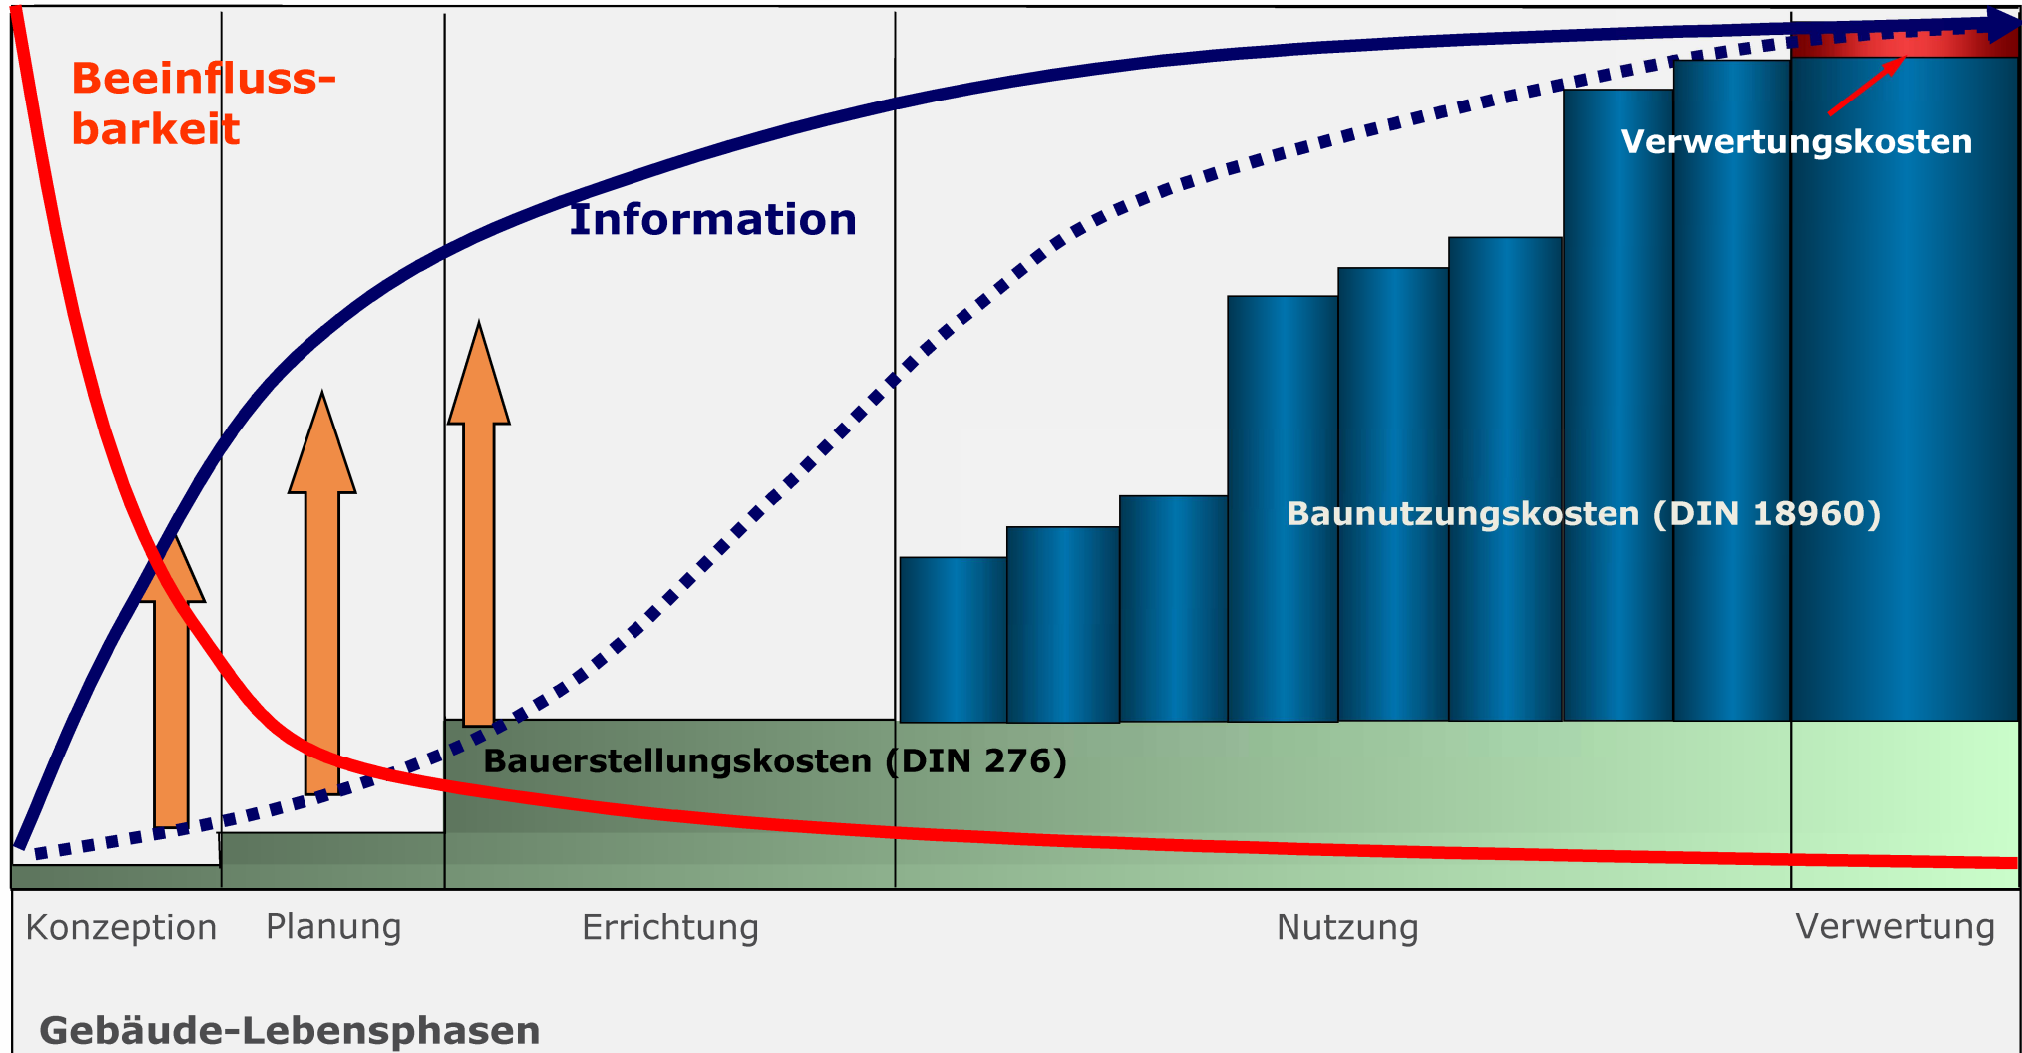 Beeinfluss-
barkeit
Information
Verwertungskosten
Baunutzungskosten (DIN 18960)
Bauerstellungskosten (DIN 276)
Konzeption
Planung
Errichtung
Nutzung
Verwertung
Gebäude-Lebensphasen